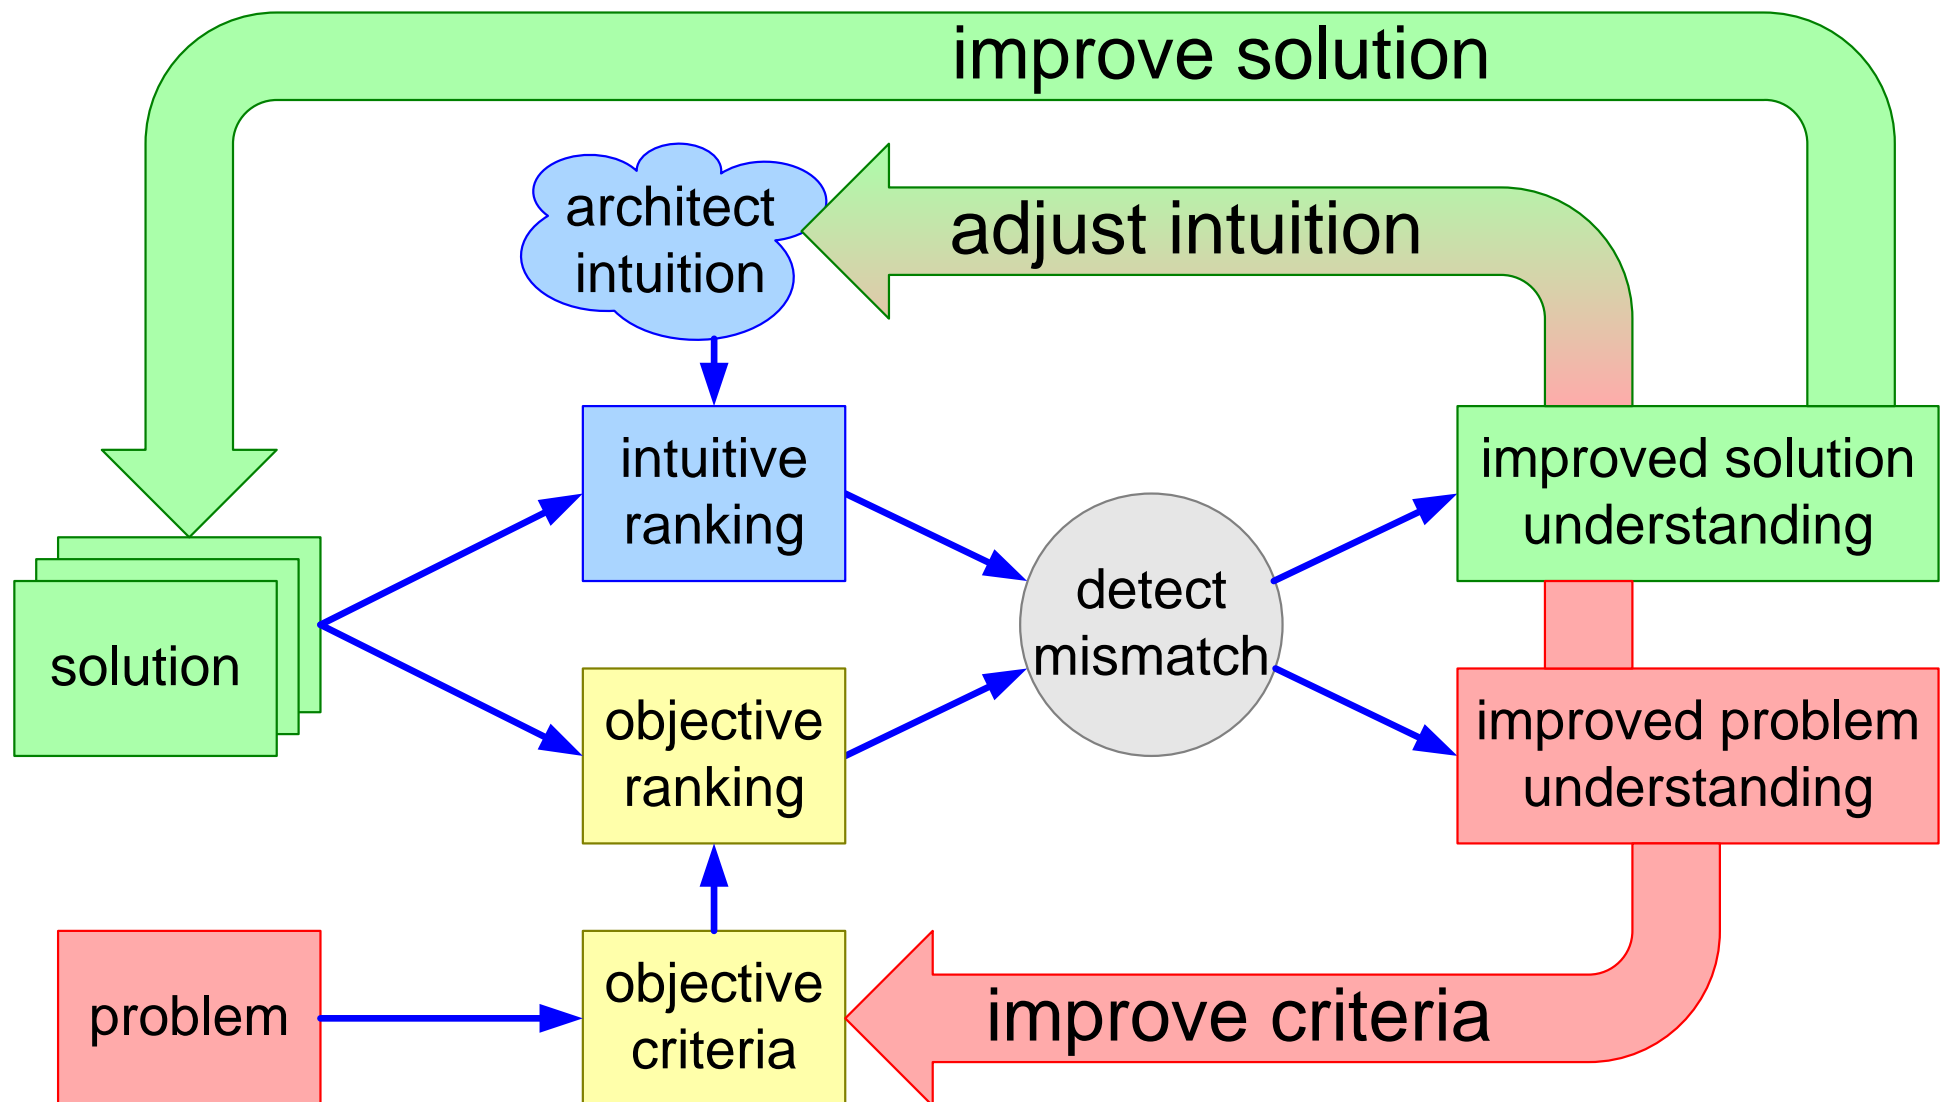 improve solution
architect
intuition
adjust intuition
intuitive
ranking
improved solution
understanding
detect
mismatch
solution
objective
ranking
improved problem
understanding
problem
objective
criteria
improve criteria